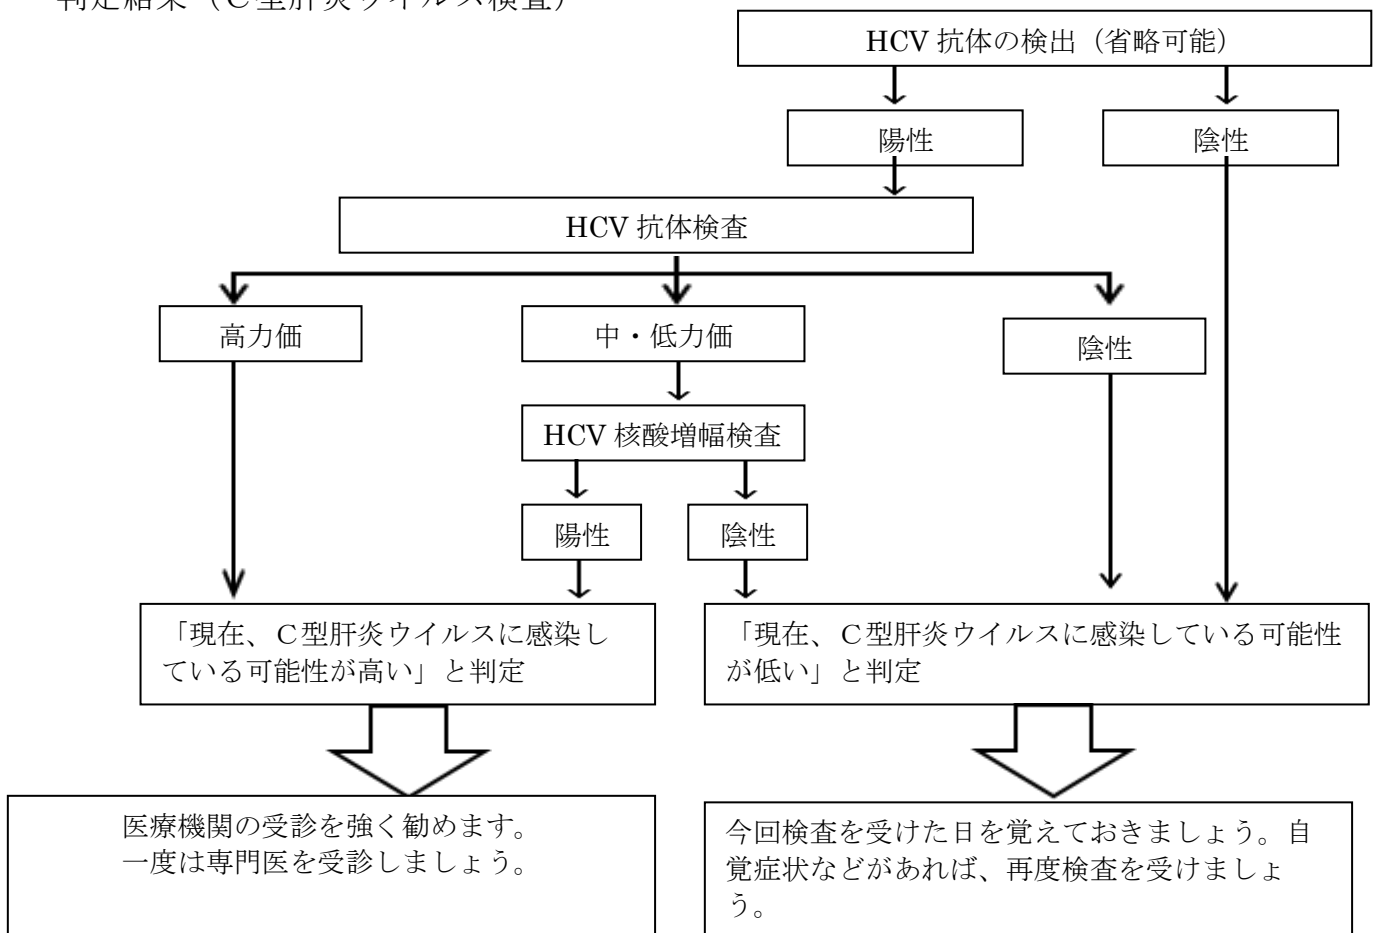 判定結果（Ｃ型肝炎ウイルス検査）
HCV 抗体の検出（省略可能）
陽性
陰性
HCV 抗体検査
高力価
中・低力価
陰性
HCV 核酸増幅検査
陽性
陰性
「現在、Ｃ型肝炎ウイルスに感染し
ている可能性が高い」と判定
「現在、Ｃ型肝炎ウイルスに感染している可能性
が低い」と判定
医療機関の受診を強く勧めます。
一度は専門医を受診しましょう。
今回検査を受けた日を覚えておきましょう。自
覚症状などがあれば、再度検査を受けましょ
う。